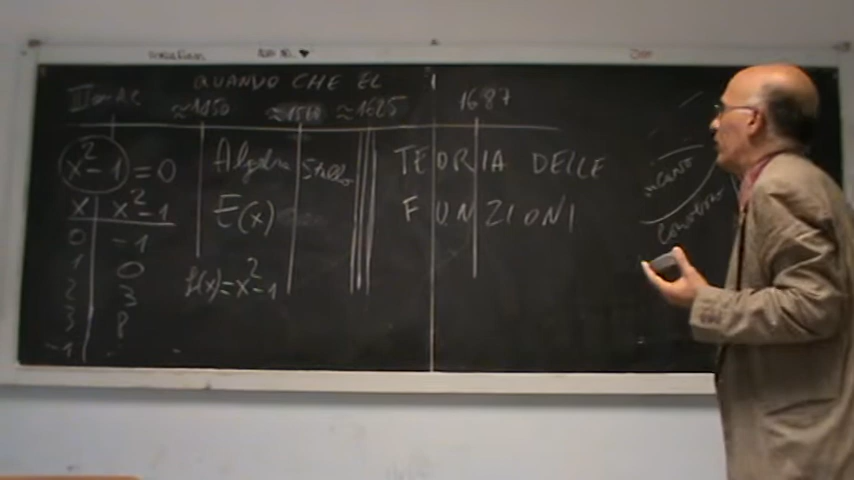 QUANDO CHE EL
≈1450 ≈1625 1687
x²-1=0
Algebra Stallo
TEORIA DELLE
FUNZIONI
E(x)
x x²-1
0 -1
1 0
2 3
3 8
-1
f(x)=x²-1